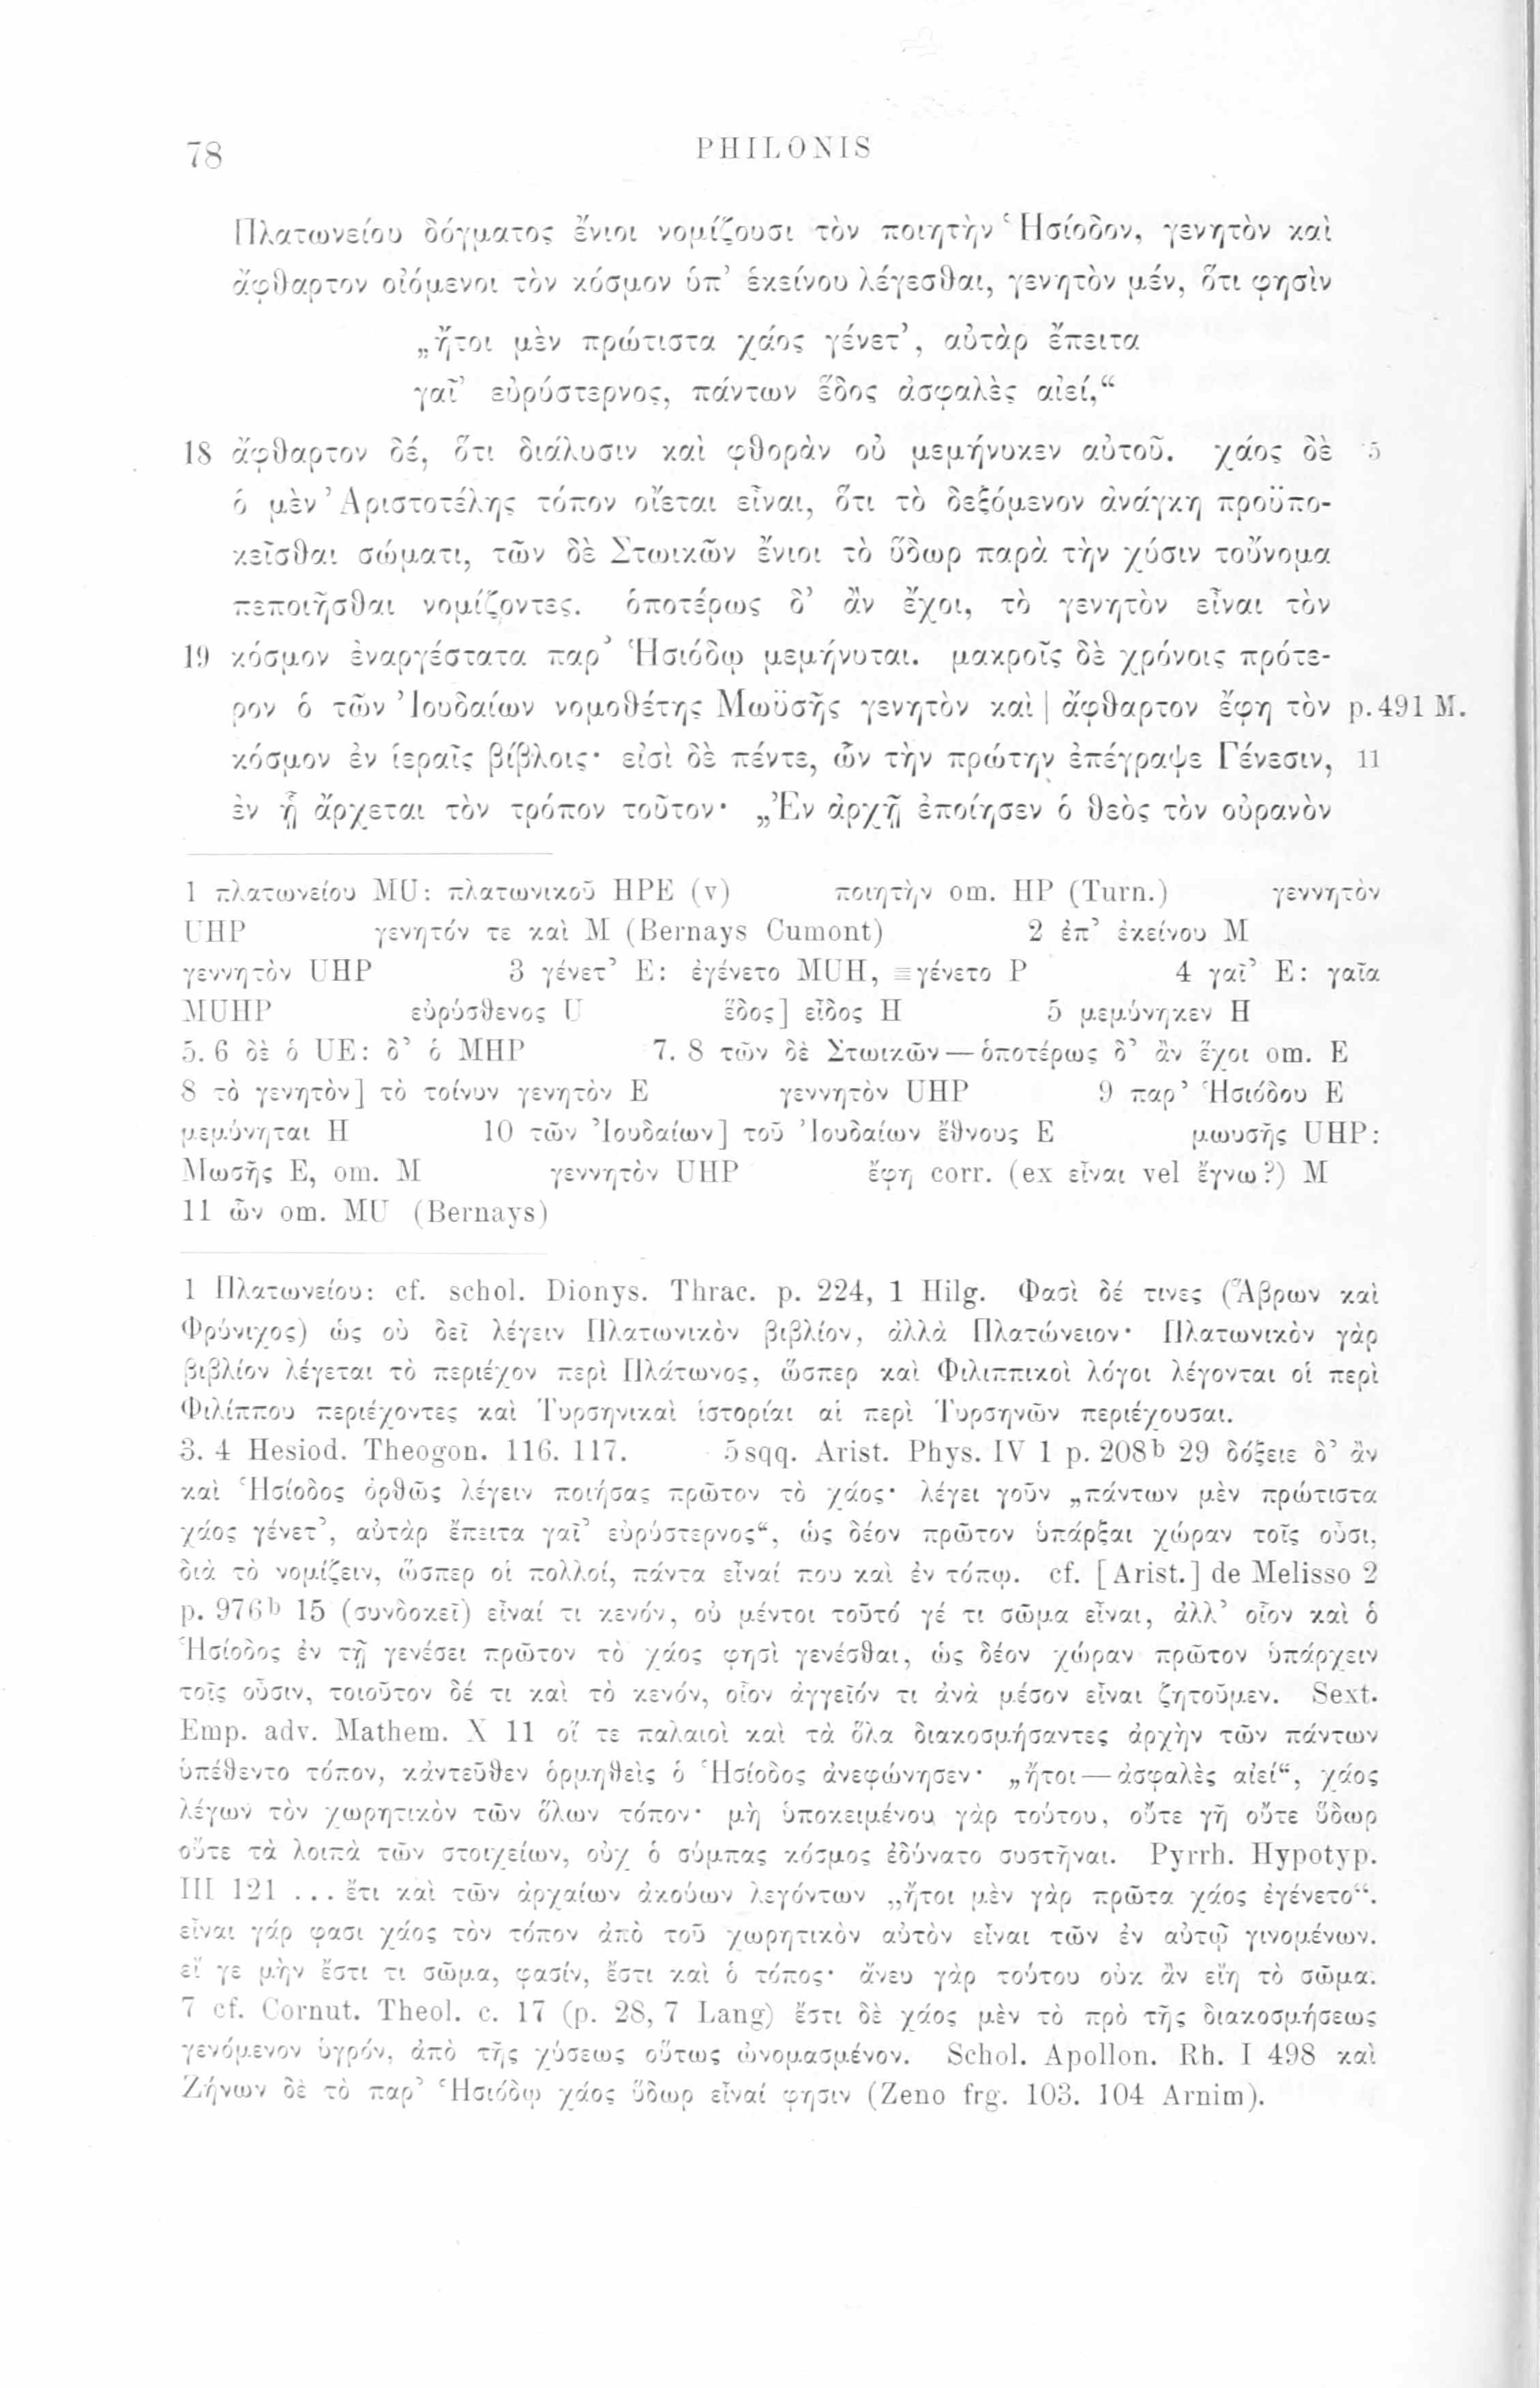 78 PHILONIS
Πλατωνείου δόγματος ἔνιοι νομίζουσι τὸν ποιητὴν Ἡσίοδον, γενητὸν καὶ
ἄφθαρτον οἰόμενοι τὸν κόσμον ὑπ’ ἐκείνου λέγεσθαι, γενητὸν μέν, ὅτι φησὶν
„ἤτοι μὲν πρώτιστα χάος γένετ’, αὐτὰρ ἔπειτα
γαῖ’ εὐρύστερνος, πάντων ἕδος ἀσφαλὲς αἰεί,“
18 ἄφθαρτον δέ, ὅτι διάλυσιν καὶ φθορὰν οὐ μεμήνυκεν αὐτοῦ. χάος δὲ 5
ὁ μὲν Ἀριστοτέλης τόπον οἴεται εἶναι, ὅτι τὸ δεξόμενον ἀνάγκη προϋπο-
κεῖσθαι σώματι, τῶν δὲ Στωικῶν ἔνιοι τὸ ὕδωρ παρὰ τὴν χύσιν τοὔνομα
πεποιῆσθαι νομίζοντες. ὁποτέρως δ’ ἂν ἔχοι, τὸ γενητὸν εἶναι τὸν
19 κόσμον ἐναργέστατα παρ’ Ἡσιόδῳ μεμήνυται. μακροῖς δὲ χρόνοις πρότε-
ρον ὁ τῶν Ἰουδαίων νομοθέτης Μωϋσῆς γενητὸν καὶ | ἄφθαρτον ἔφη τὸν p. 491 M.
κόσμον ἐν ἱεραῖς βίβλοις· εἰσὶ δὲ πέντε, ὧν τὴν πρώτην ἐπέγραψε Γένεσιν, 11
ἐν ᾗ ἄρχεται τὸν τρόπον τοῦτον· „Ἐν ἀρχῇ ἐποίησεν ὁ θεὸς τὸν οὐρανὸν
1 πλατωνείου MU: πλατωνικοῦ HPE (v) ποιητὴν om. HP (Turn.) γεννητὸν
UHP γενητόν τε καὶ M (Bernays Cumont) 2 ἐπ’ ἐκείνου M
γεννητὸν UHP 3 γένετ’ E: ἐγένετο MUH, ≡γένετο P 4 γαῖ’ E: γαῖα
MUHP εὐρύσθενος U ἕδος] εἶδος H 5 μεμύνηκεν H
5. 6 δὲ ὁ UE: δ’ ὁ MHP 7. 8 τῶν δὲ Στωικῶν — ὁποτέρως δ’ ἂν ἔχοι om. E
8 τὸ γενητὸν] τὸ τοίνυν γενητὸν E γεννητὸν UHP 9 παρ’ Ἡσιόδου E
μεμύνηται H 10 τῶν Ἰουδαίων] τοῦ Ἰουδαίων ἔθνους E μωυσῆς UHP:
Μωσῆς E, om. M γεννητὸν UHP ἔφη corr. (ex εἶναι vel ἔγνω?) M
11 ὧν om. MU (Bernays)
1 Πλατωνείου: cf. schol. Dionys. Thrac. p. 224, 1 Hilg. Φασὶ δέ τινες (Ἅβρων καὶ
Φρύνιχος) ὡς οὐ δεῖ λέγειν Πλατωνικὸν βιβλίον, ἀλλὰ Πλατώνειον· Πλατωνικὸν γὰρ
βιβλίον λέγεται τὸ περιέχον περὶ Πλάτωνος, ὥσπερ καὶ Φιλιππικοὶ λόγοι λέγονται οἱ περὶ
Φιλίππου περιέχοντες καὶ Τυρσηνικαὶ ἱστορίαι αἱ περὶ Τυρσηνῶν περιέχουσαι.
3. 4 Hesiod. Theogon. 116. 117. 5 sqq. Arist. Phys. IV 1 p. 208b 29 δόξειε δ’ ἂν
καὶ Ἡσίοδος ὀρθῶς λέγειν ποιήσας πρῶτον τὸ χάος· λέγει γοῦν „πάντων μὲν πρώτιστα
χάος γένετ’, αὐτὰρ ἔπειτα γαῖ’ εὐρύστερνος“, ὡς δέον πρῶτον ὑπάρξαι χώραν τοῖς οὖσι,
διὰ τὸ νομίζειν, ὥσπερ οἱ πολλοί, πάντα εἶναί που καὶ ἐν τόπῳ. cf. [Arist.] de Melisso 2
p. 976b 15 (συνδοκεῖ) εἶναί τι κενόν, οὐ μέντοι τοῦτό γέ τι σῶμα εἶναι, ἀλλ’ οἷον καὶ ὁ
Ἡσίοδος ἐν τῇ γενέσει πρῶτον τὸ χάος φησὶ γενέσθαι, ὡς δέον χώραν πρῶτον ὑπάρχειν
τοῖς οὖσιν, τοιοῦτον δέ τι καὶ τὸ κενόν, οἷον ἀγγεῖόν τι ἀνὰ μέσον εἶναι ζητοῦμεν. Sext.
Emp. adv. Mathem. X 11 οἵ τε παλαιοὶ καὶ τὰ ὅλα διακοσμήσαντες ἀρχὴν τῶν πάντων
ὑπέθεντο τόπον, κἀντεῦθεν ὁρμηθεὶς ὁ Ἡσίοδος ἀνεφώνησεν· „ἤτοι — ἀσφαλὲς αἰεί“, χάος
λέγων τὸν χωρητικὸν τῶν ὅλων τόπον· μὴ ὑποκειμένου γὰρ τούτου, οὔτε γῆ οὔτε ὕδωρ
οὔτε τὰ λοιπὰ τῶν στοιχείων, οὐχ ὁ σύμπας κόσμος ἐδύνατο συστῆναι. Pyrrh. Hypotyp.
III 121 ... ἔτι καὶ τῶν ἀρχαίων ἀκούων λεγόντων „ἤτοι μὲν γὰρ πρῶτα χάος ἐγένετο“.
εἶναι γάρ φασι χάος τὸν τόπον ἀπὸ τοῦ χωρητικὸν αὐτὸν εἶναι τῶν ἐν αὐτῷ γινομένων.
εἴ γε μὴν ἔστι τι σῶμα, φασίν, ἔστι καὶ ὁ τόπος· ἄνευ γὰρ τούτου οὐκ ἂν εἴη τὸ σῶμα.
7 cf. Cornut. Theol. c. 17 (p. 28, 7 Lang) ἔστι δὲ χάος μὲν τὸ πρὸ τῆς διακοσμήσεως
γενόμενον ὑγρόν, ἀπὸ τῆς χύσεως οὕτως ὠνομασμένον. Schol. Apollon. Rh. I 498 καὶ
Ζήνων δὲ τὸ παρ’ Ἡσιόδῳ χάος ὕδωρ εἶναί φησιν (Zeno frg. 103. 104 Arnim).